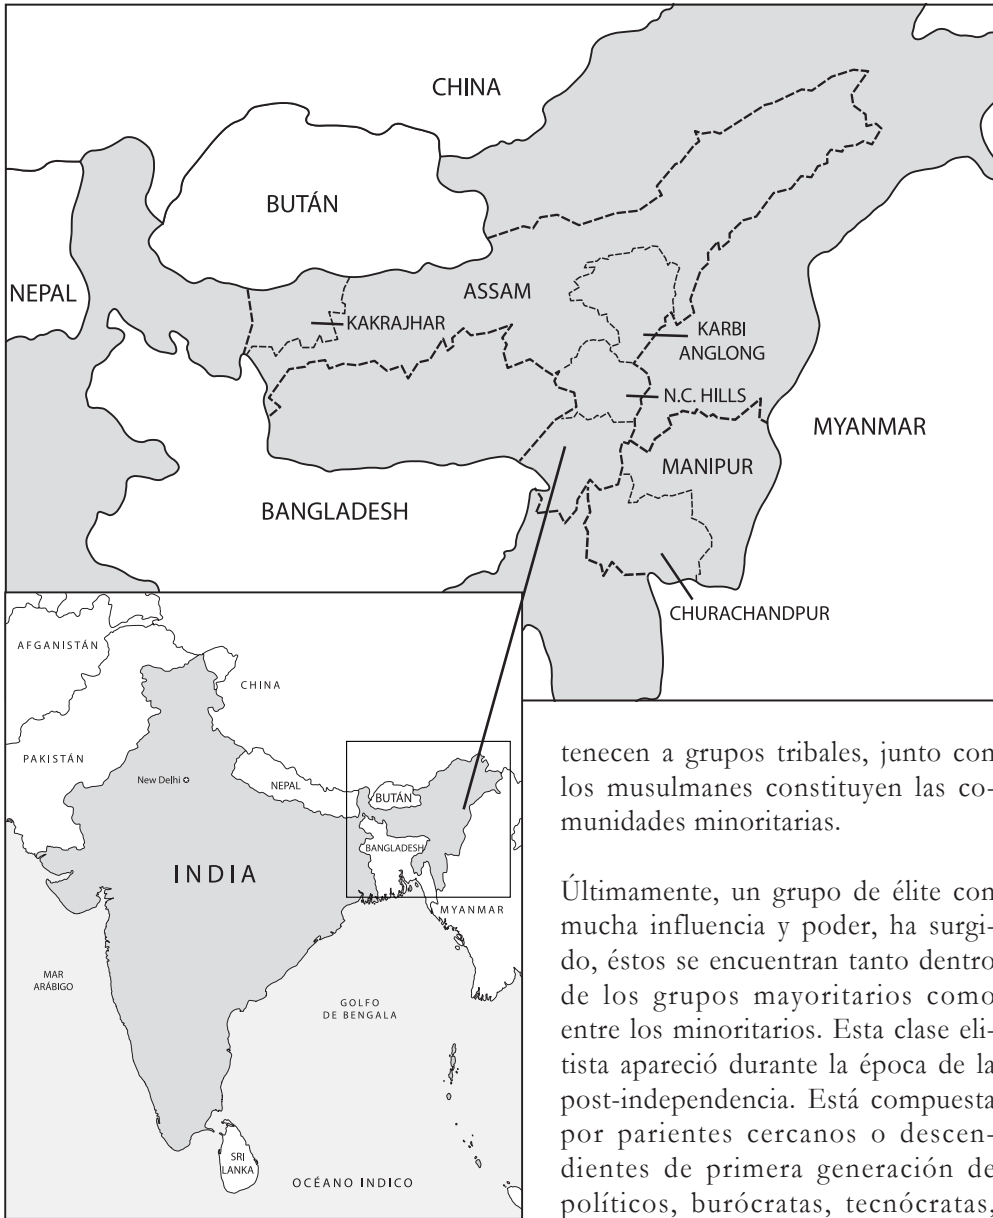 CHINA
BUTÁN
NEPAL
ASSAM
KAKRAJHAR
KARBI
ANGLONG
N.C. HILLS
MYANMAR
MANIPUR
BANGLADESH
CHURACHANDPUR
AFGANISTÁN
CHINA
PAKISTÁN
New Delhi
NEPAL
BUTÁN
BANGLADESH
INDIA
MYANMAR
MAR
ARÁBIGO
GOLFO
DE BENGALA
SRI
LANKA
OCÉANO INDICO
tenecen a grupos tribales, junto con
los musulmanes constituyen las co-
munidades minoritarias.
Últimamente, un grupo de élite con
mucha influencia y poder, ha surgi-
do, éstos se encuentran tanto dentro
de los grupos mayoritarios como
entre los minoritarios. Esta clase eli-
tista apareció durante la época de la
post-independencia. Está compuesta
por parientes cercanos o descen-
dientes de primera generación de
políticos, burócratas, tecnócratas,